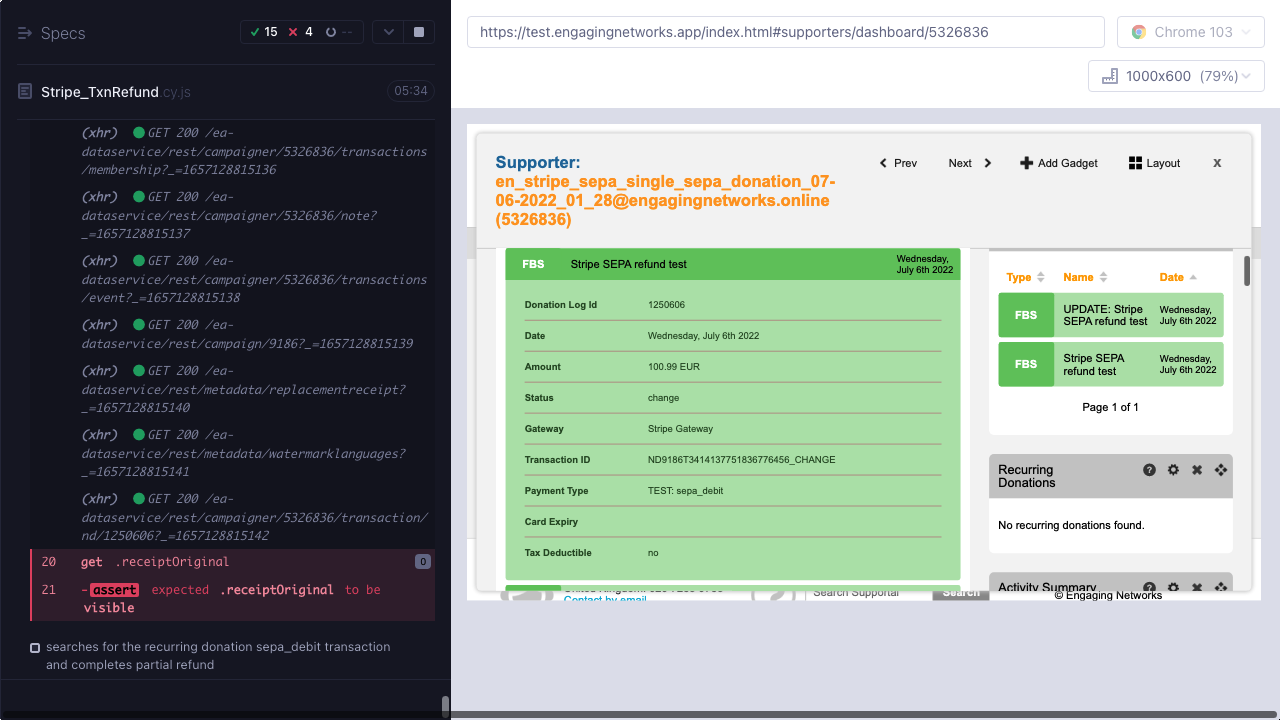 Specs
15 4 --
Stripe_TxnRefund.cy.js 05:34
(xhr) GET 200 /ea-
dataservice/rest/campaigner/5326836/transactions
/membership?_=1657128815136
(xhr) GET 200 /ea-
dataservice/rest/campaigner/5326836/note?
_=1657128815137
(xhr) GET 200 /ea-
dataservice/rest/campaigner/5326836/transactions
/event?_=1657128815138
(xhr) GET 200 /ea-
dataservice/rest/campaign/9186?_=1657128815139
(xhr) GET 200 /ea-
dataservice/rest/metadata/replacementreceipt?
_=1657128815140
(xhr) GET 200 /ea-
dataservice/rest/metadata/watermarklanguages?
_=1657128815141
(xhr) GET 200 /ea-
dataservice/rest/campaigner/5326836/transaction/
nd/1250606?_=1657128815142
20 get .receiptOriginal 0
21 -assert expected .receiptOriginal to be
visible
searches for the recurring donation sepa_debit transaction
and completes partial refund
https://test.engagingnetworks.app/index.html#supporters/dashboard/5326836
Chrome 103
1000x600 (79%)
Supporter:
en_stripe_sepa_single_sepa_donation_07-
06-2022_01_28@engagingnetworks.online
(5326836)
Prev Next Add Gadget Layout X
FBS Stripe SEPA refund test Wednesday,
July 6th 2022
Donation Log Id 1250606
Date Wednesday, July 6th 2022
Amount 100.99 EUR
Status change
Gateway Stripe Gateway
Transaction ID ND9186T3414137751836776456_CHANGE
Payment Type TEST: sepa_debit
Card Expiry
Tax Deductible no
Contact by email
Search Supportal Search
Type Name Date
FBS UPDATE: Stripe Wednesday,
SEPA refund test July 6th 2022
FBS Stripe SEPA Wednesday,
refund test July 6th 2022
Page 1 of 1
Recurring
Donations
No recurring donations found.
Activity Summary
© Engaging Networks